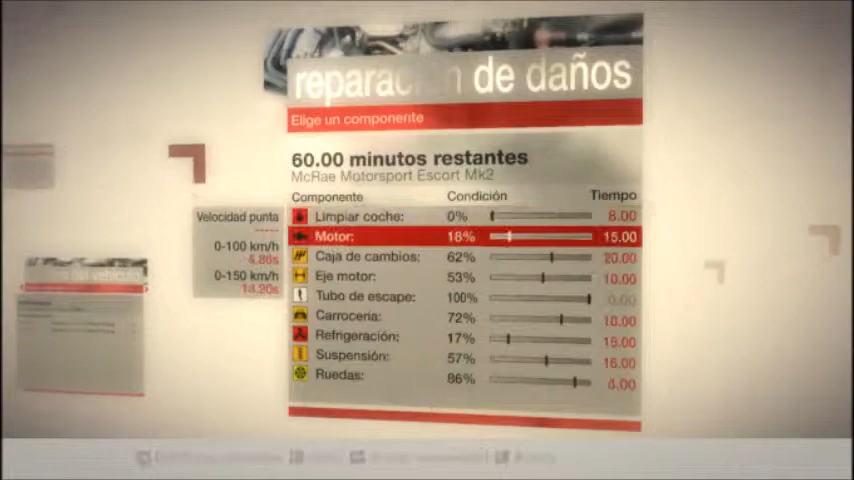 reparación de daños
Elige un componente
60.00 minutos restantes
McRae Motorsport Escort Mk2
Componente Condición Tiempo
Limpiar coche: 0% 8.00
Motor: 18% 15.00
Caja de cambios: 62% 20.00
Eje motor: 53% 10.00
Tubo de escape: 100% 0.00
Carrocería: 72% 10.00
Refrigeración: 17% 15.00
Suspensión: 57% 16.00
Ruedas: 86% 4.00
Velocidad punta
-----
0-100 km/h
4.86s
0-150 km/h
vehículo